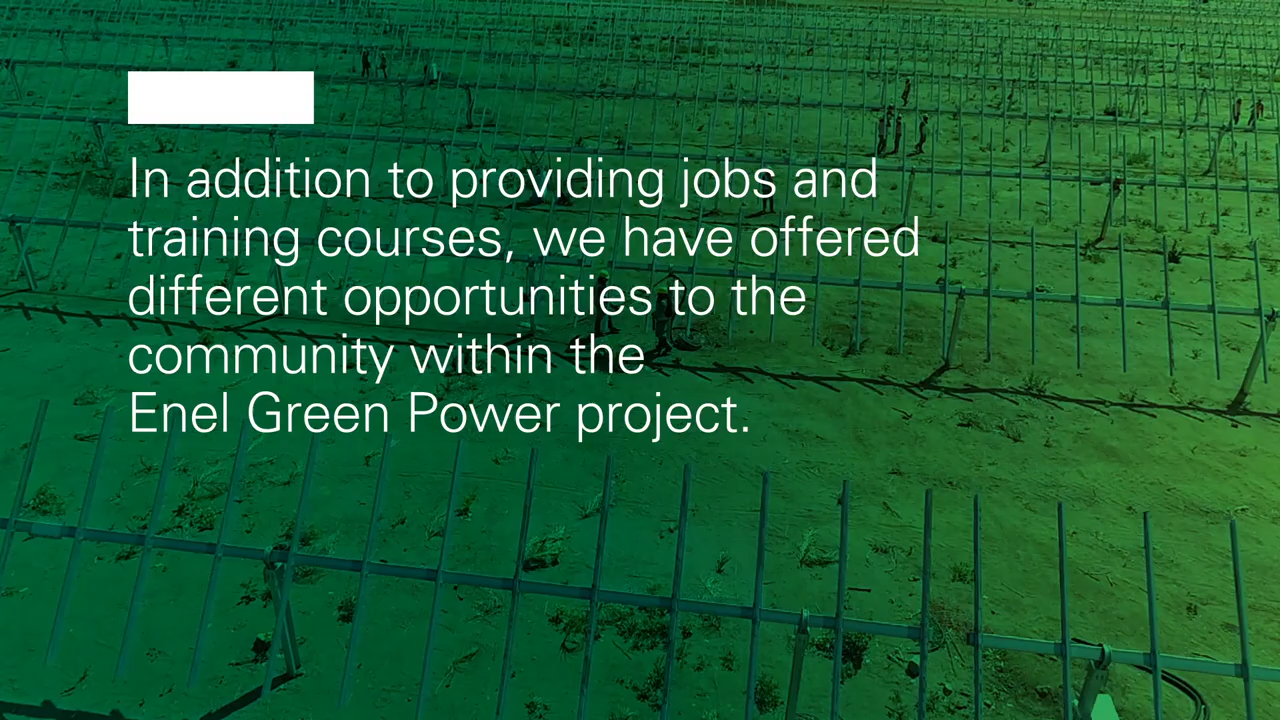 In addition to providing jobs and
training courses, we have offered
different opportunities to the
community within the
Enel Green Power project.